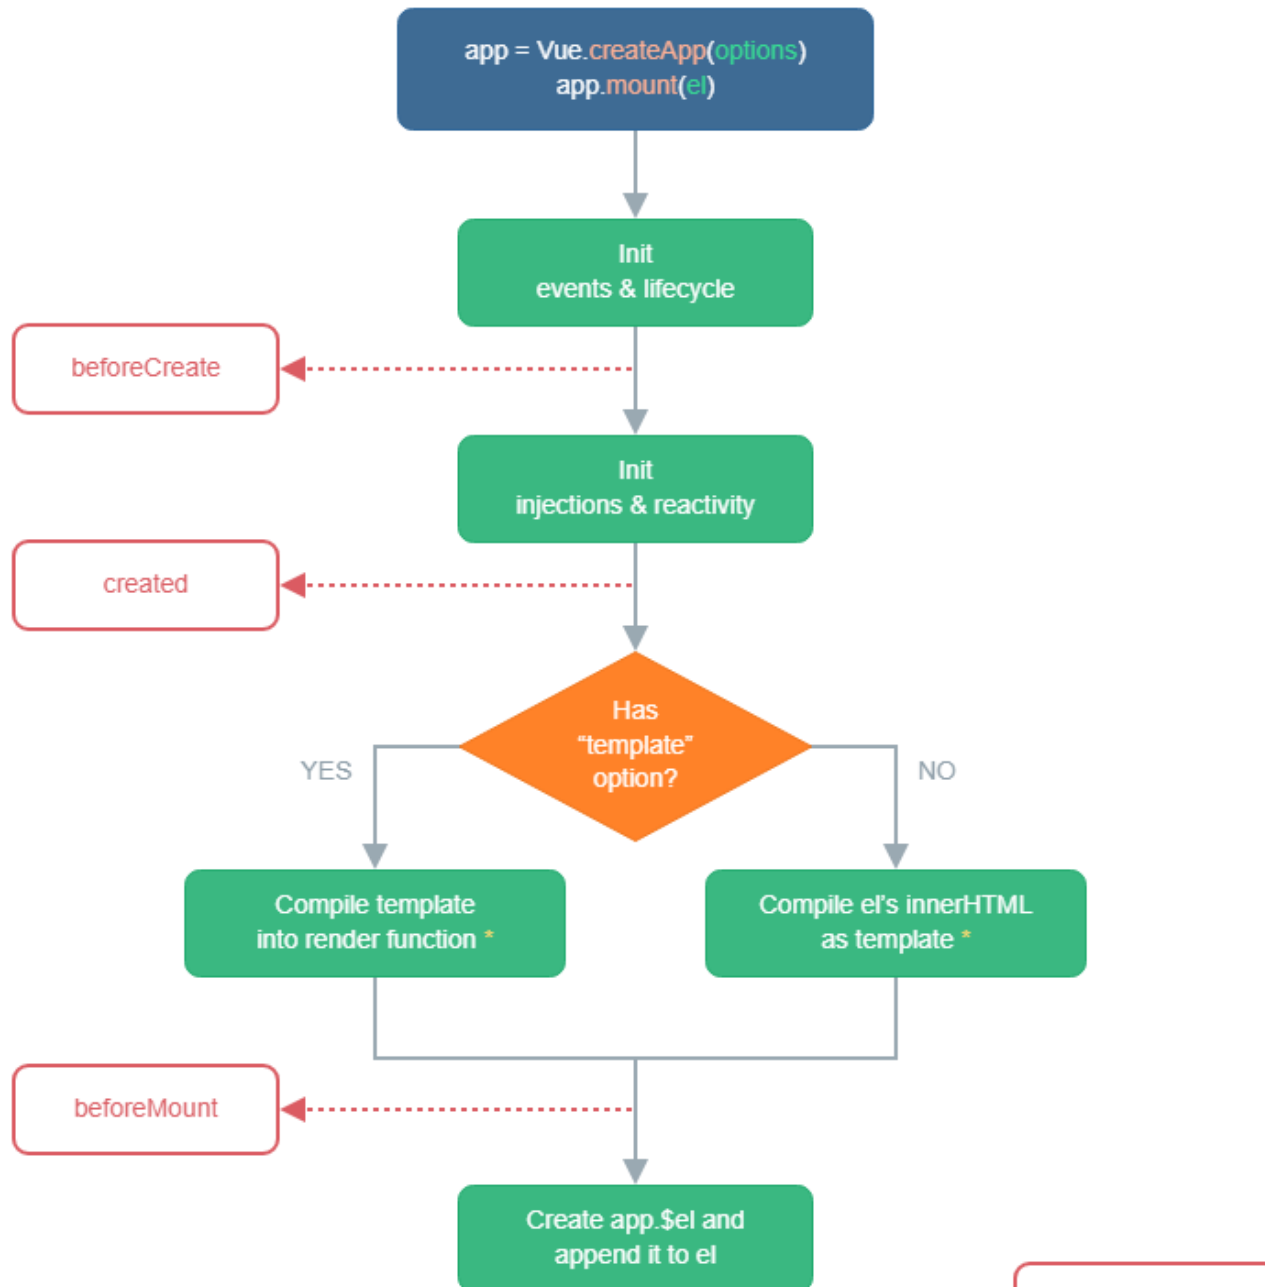 app = Vue.createApp(options)
app.mount(el)
Init
events & lifecycle
beforeCreate
Init
injections & reactivity
created
Has
“template”
option?
YES
NO
Compile template
into render function *
Compile el's innerHTML
as template *
beforeMount
Create app.$el and
append it to el